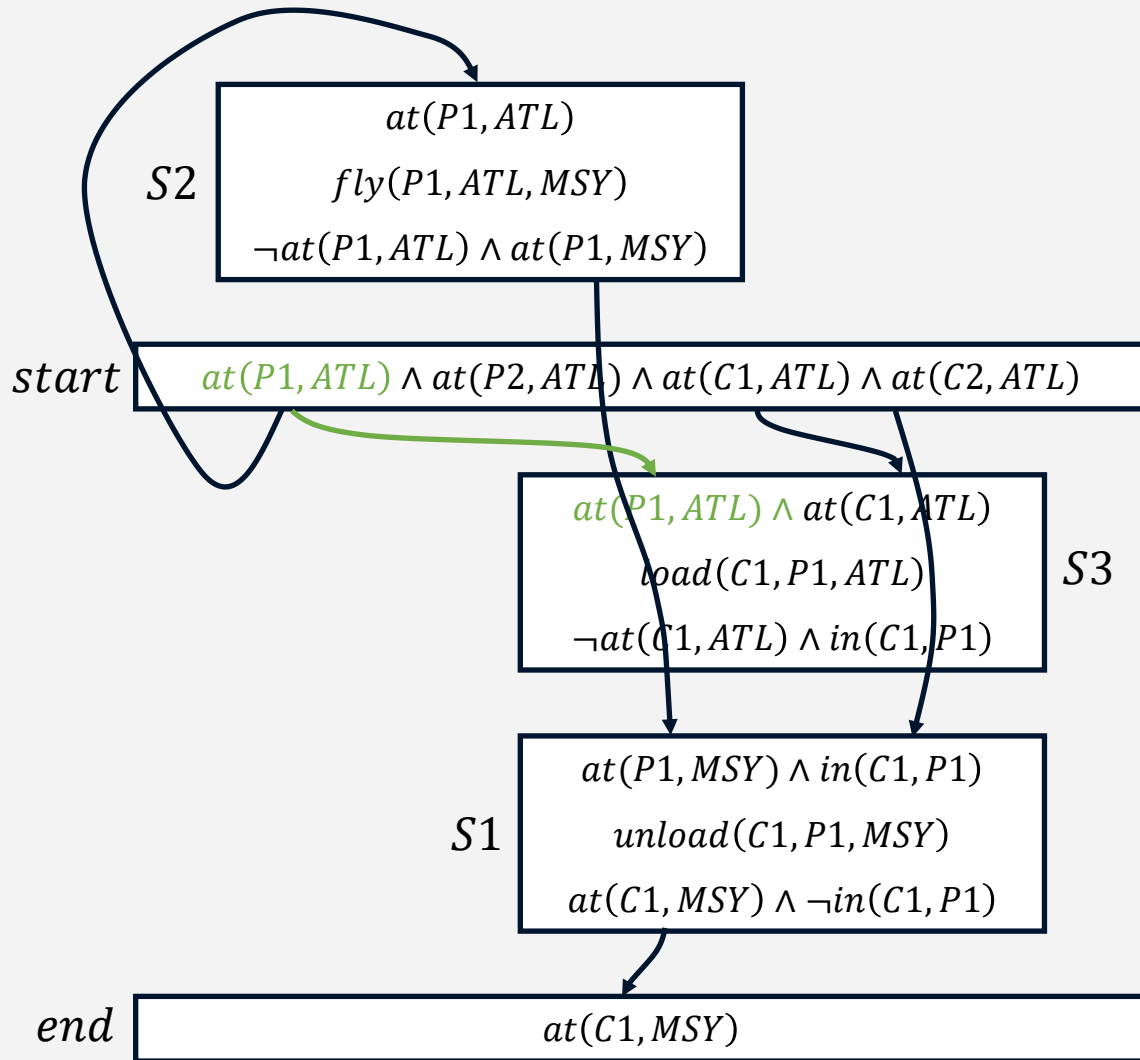 at(P1, ATL)
S2
fly(P1, ATL, MSY)
¬at(P1, ATL) ∧ at(P1, MSY)
start
at(P1, ATL) ∧ at(P2, ATL) ∧ at(C1, ATL) ∧ at(C2, ATL)
at(P1, ATL) ∧ at(C1, ATL)
load(C1, P1, ATL)
S3
¬at(C1, ATL) ∧ in(C1, P1)
at(P1, MSY) ∧ in(C1, P1)
S1
unload(C1, P1, MSY)
at(C1, MSY) ∧ ¬in(C1, P1)
end
at(C1, MSY)